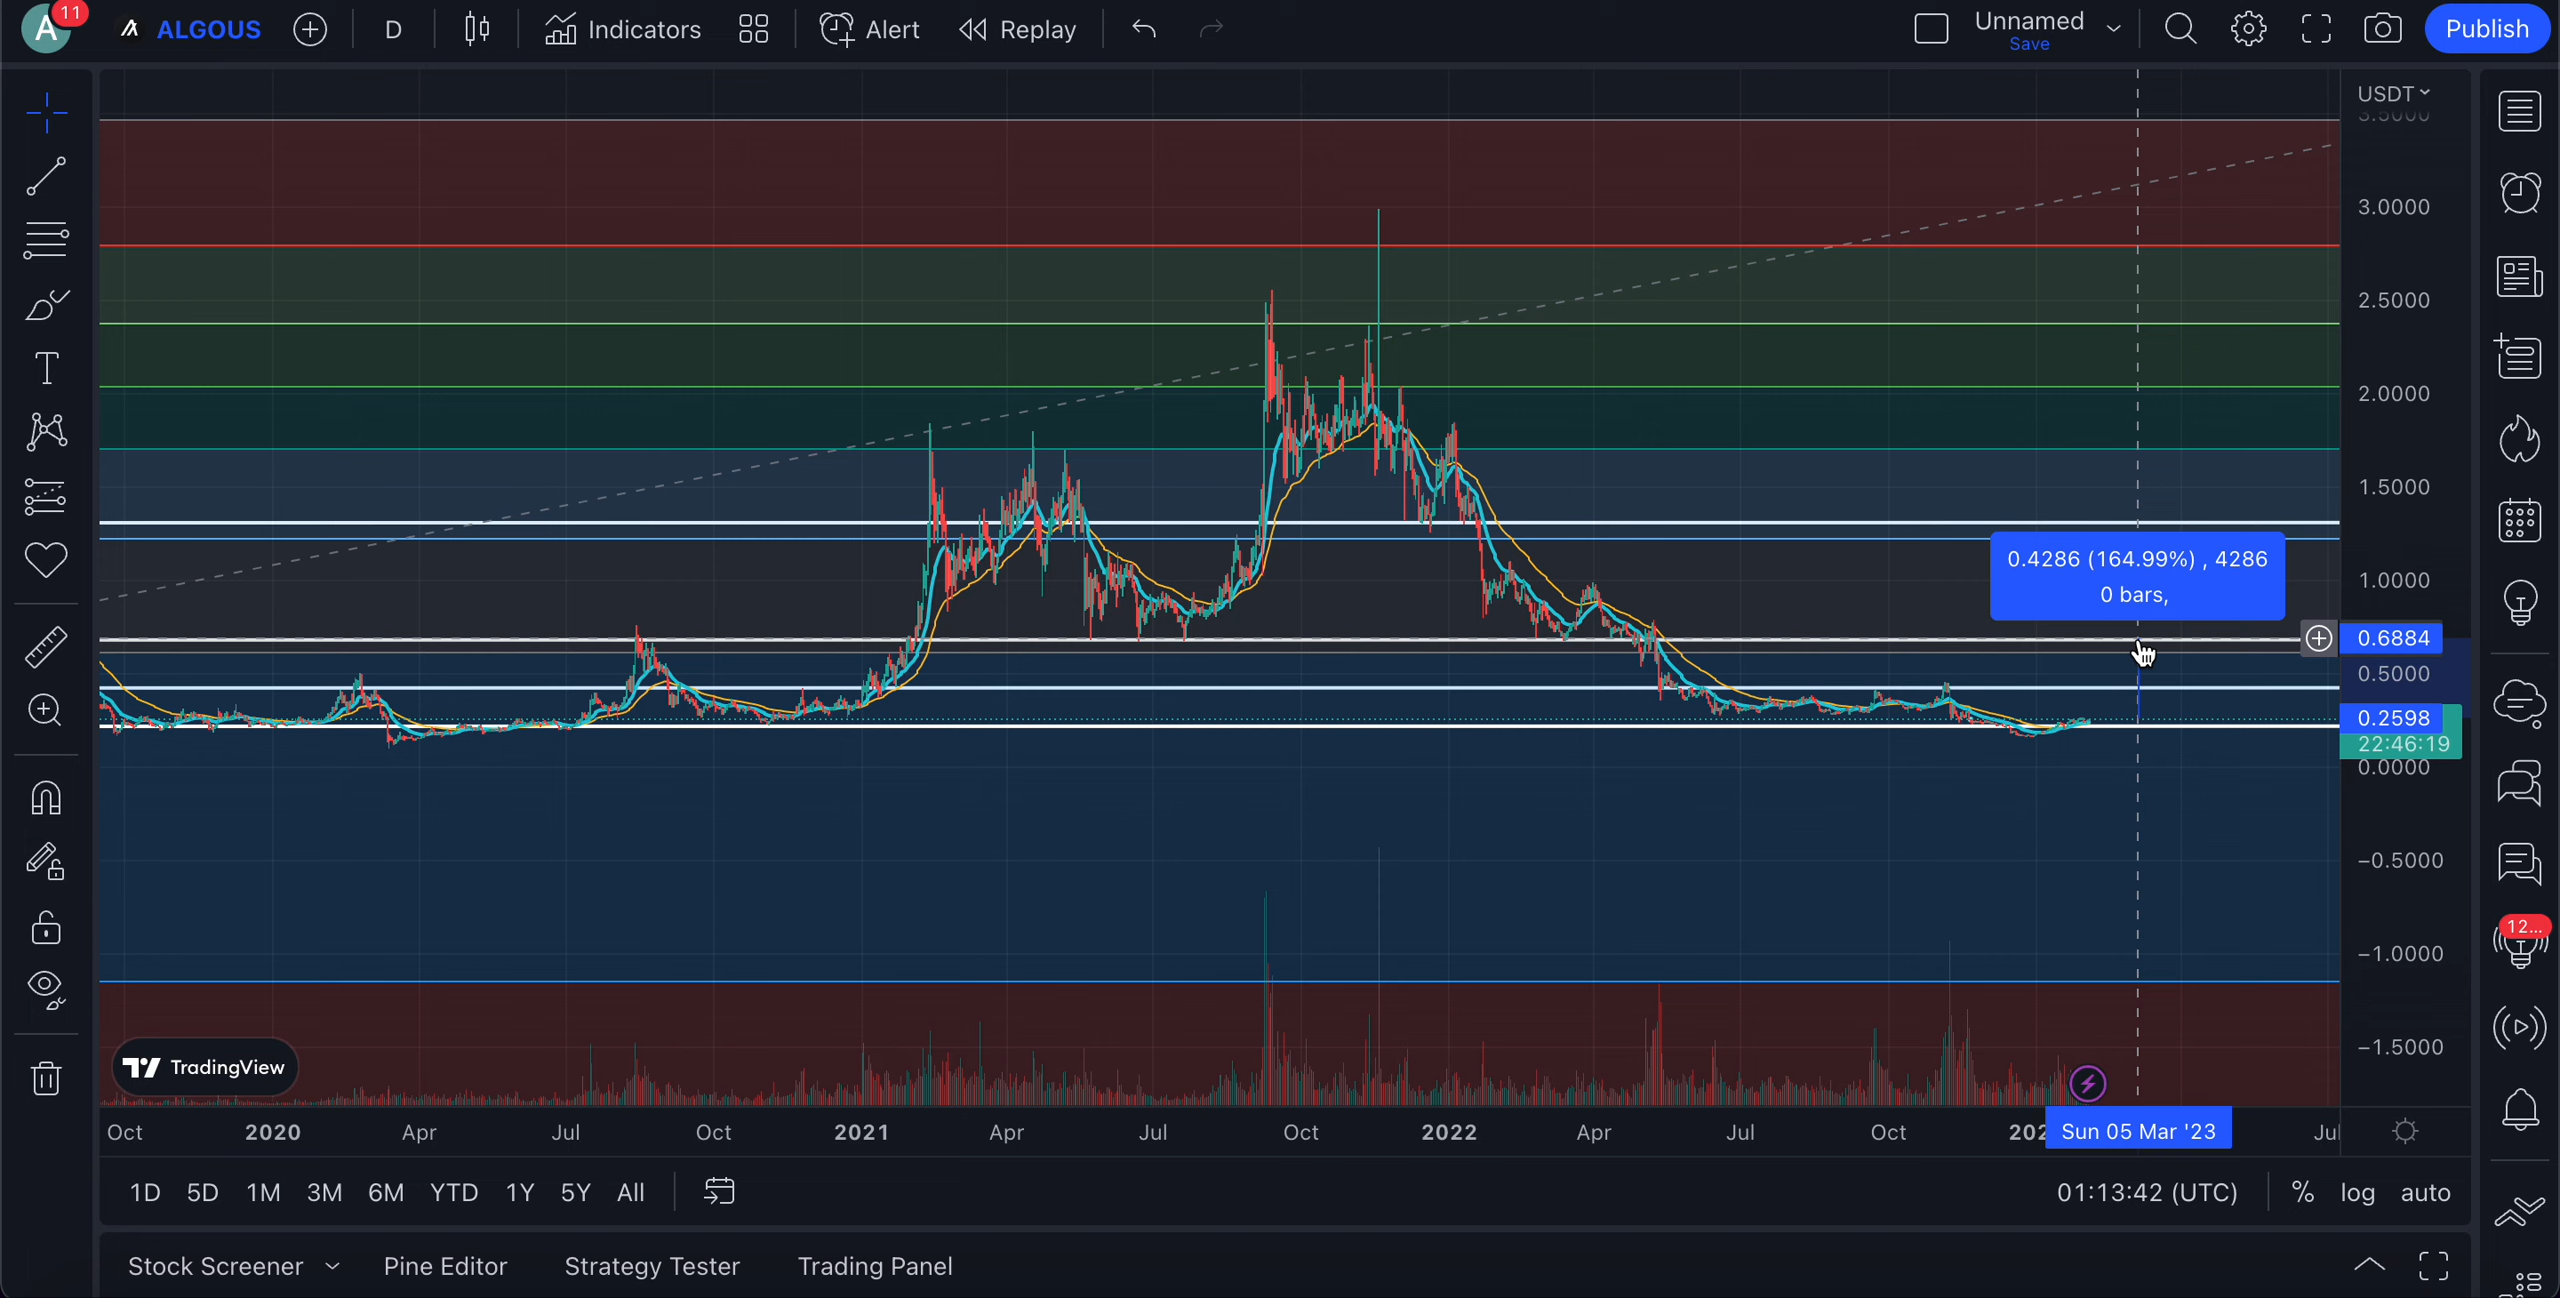 A
11
ALGOUS
D
Indicators
Alert
Replay
Unnamed
Save
Publish
USDT
3.5000
3.0000
2.5000
2.0000
1.5000
1.0000
0.4286 (164.99%) , 4286
0 bars,
0.6884
0.5000
0.2598
22:46:19
0.0000
−0.5000
−1.0000
−1.5000
12...
TradingView
Oct 2020 Apr Jul Oct 2021 Apr Jul Oct 2022 Apr Jul Oct 202 Sun 05 Mar '23 Jul
1D 5D 1M 3M 6M YTD 1Y 5Y All
01:13:42 (UTC) % log auto
Stock Screener Pine Editor Strategy Tester Trading Panel